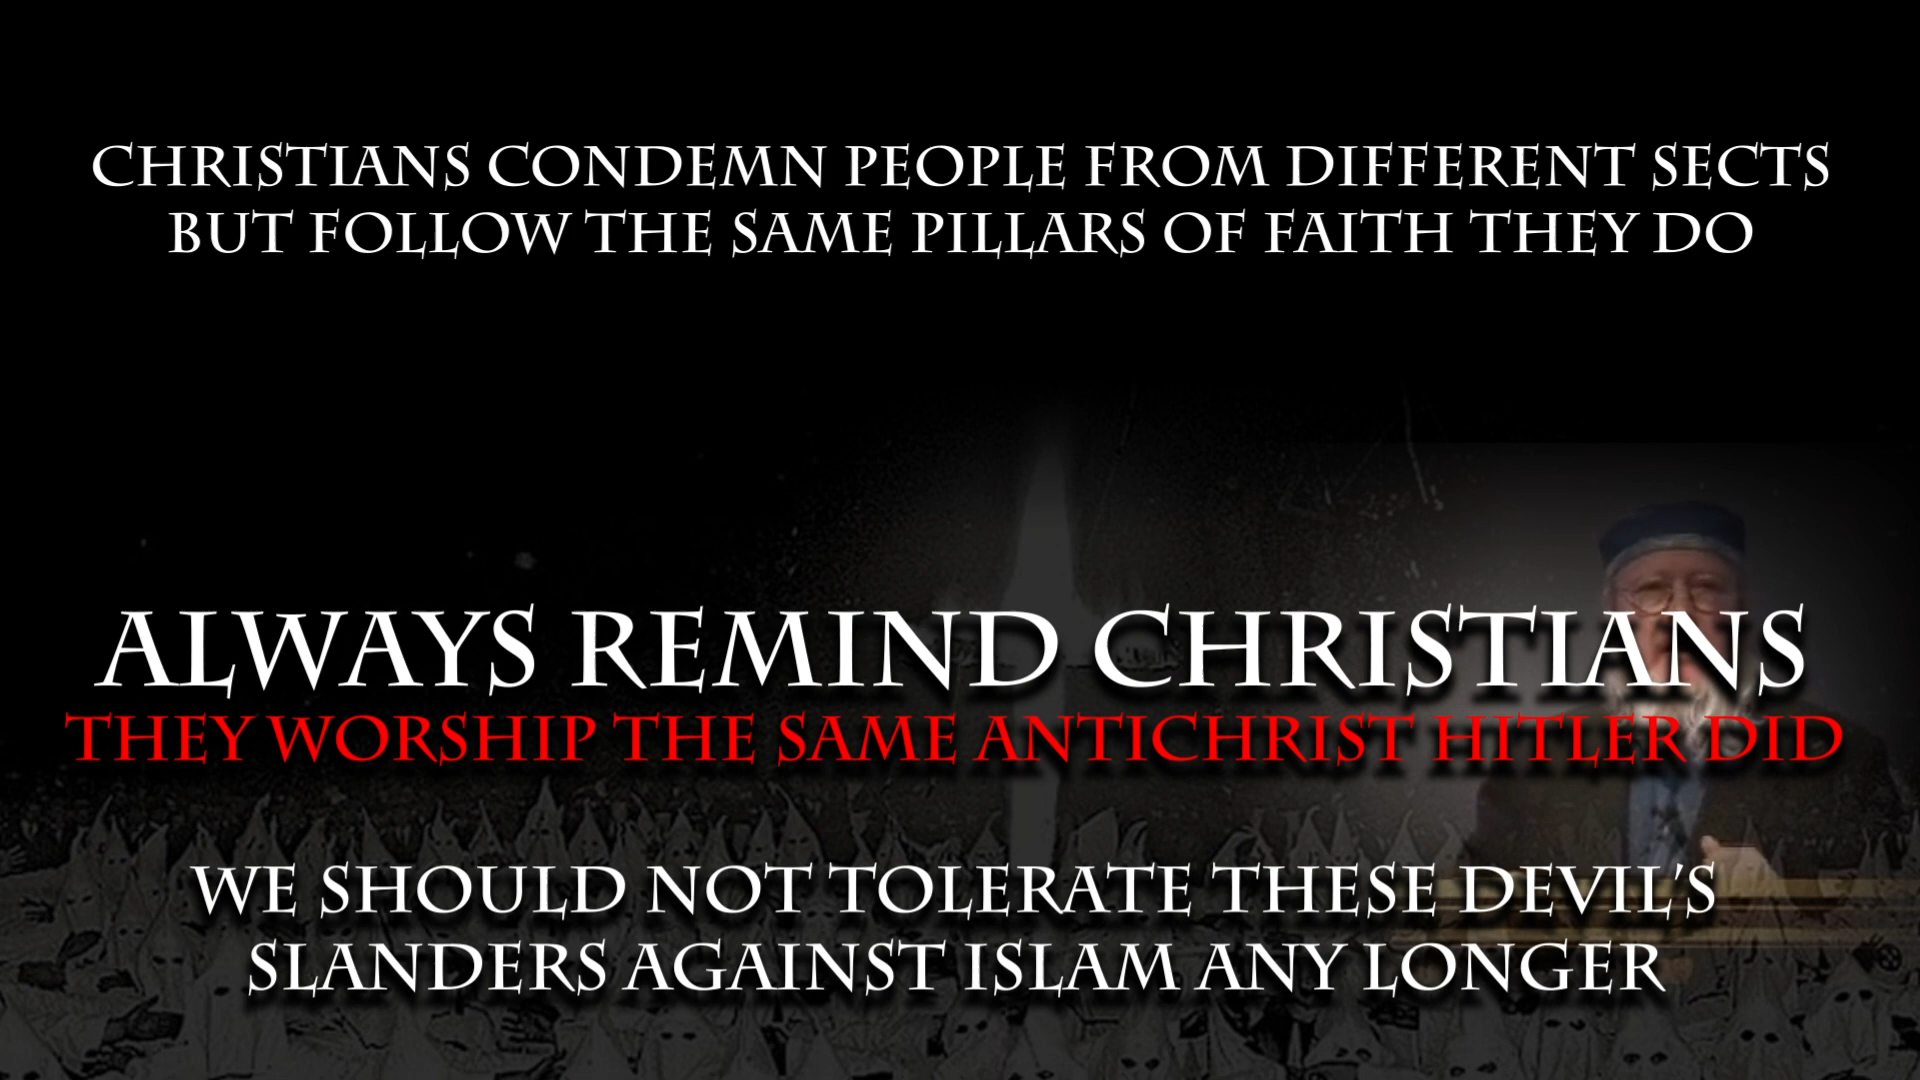 CHRISTIANS CONDEMN PEOPLE FROM DIFFERENT SECTS
BUT FOLLOW THE SAME PILLARS OF FAITH THEY DO
ALWAYS REMIND CHRISTIANS
THEY WORSHIP THE SAME ANTICHRIST HITLER DID
WE SHOULD NOT TOLERATE THESE DEVIL'S
SLANDERS AGAINST ISLAM ANY LONGER